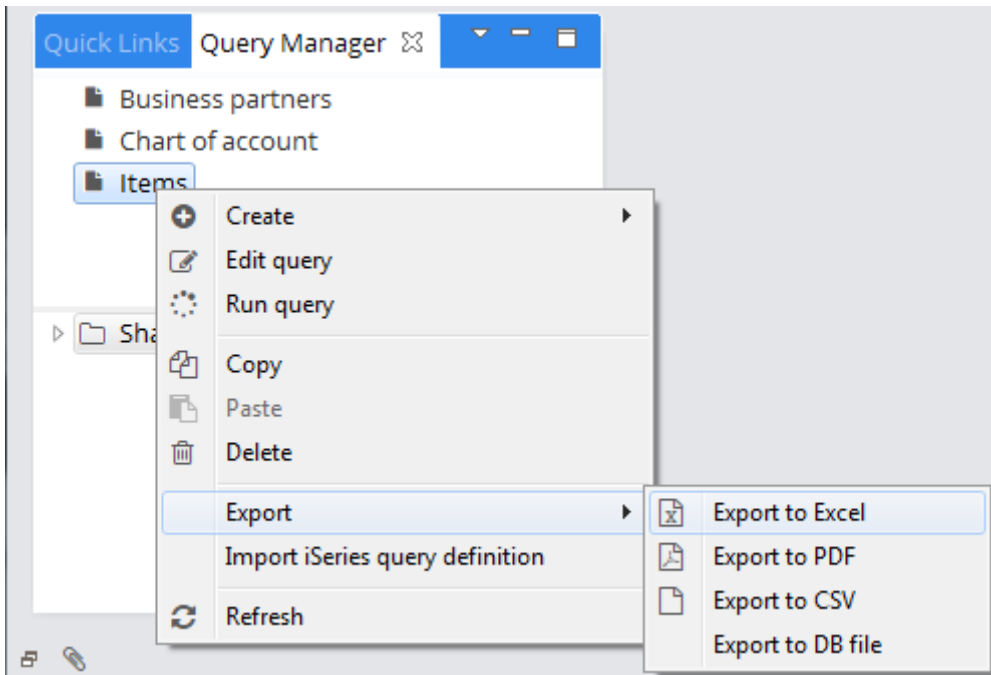 Quick Links Query Manager
Business partners
Chart of account
Items
Create
Edit query
Run query
Sha
Copy
Paste
Delete
Export
Import iSeries query definition
Refresh
Export to Excel
Export to PDF
Export to CSV
Export to DB file